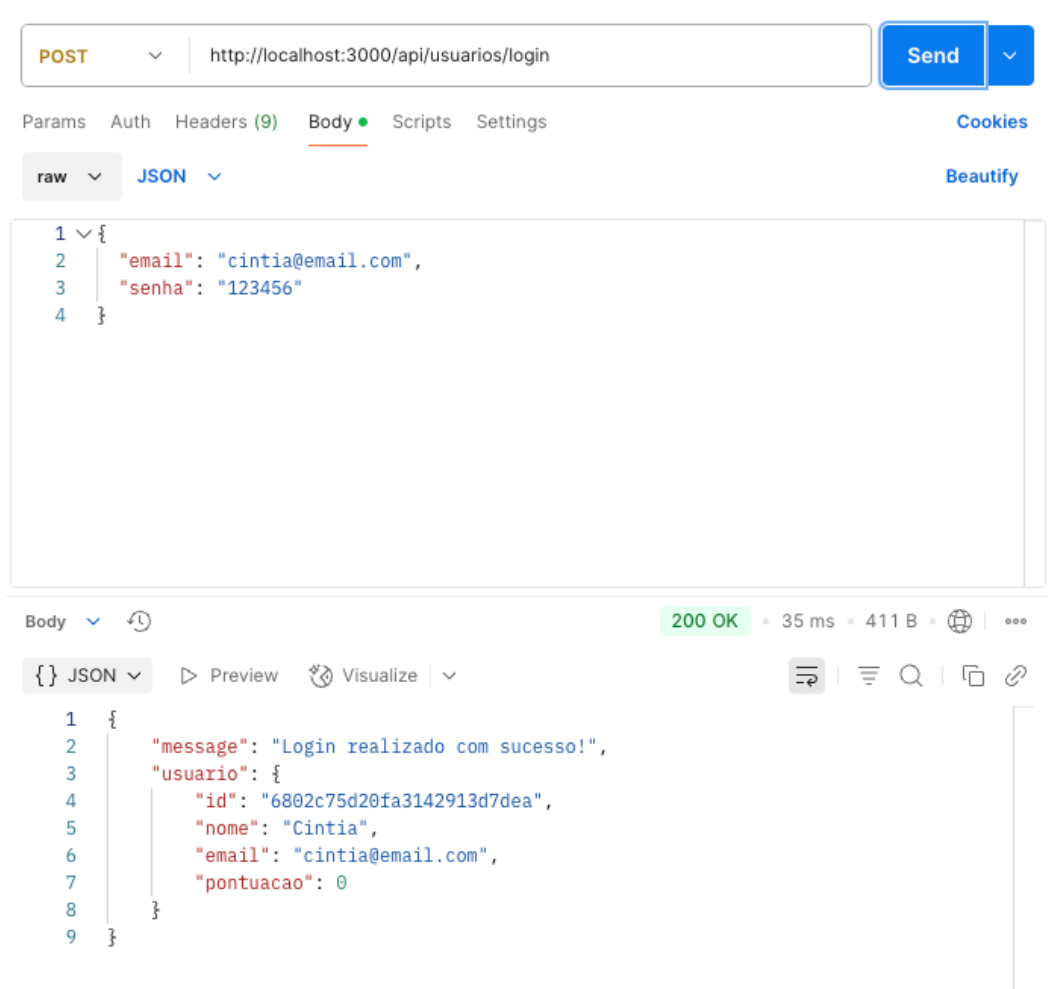 POST http://localhost:3000/api/usuarios/login Send
Params Auth Headers (9) Body Scripts Settings Cookies
raw JSON Beautify
1 {
2 "email": "cintia@email.com",
3 "senha": "123456"
4 }
Body 200 OK 35 ms 411 B
{} JSON Preview Visualize
1 {
2 "message": "Login realizado com sucesso!",
3 "usuario": {
4 "id": "6802c75d20fa3142913d7dea",
5 "nome": "Cintia",
6 "email": "cintia@email.com",
7 "pontuacao": 0
8 }
9 }